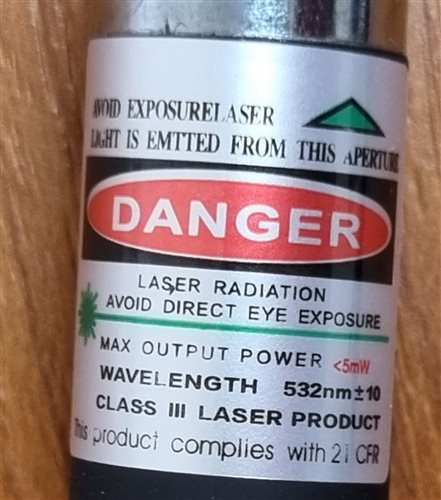 AVOID EXPOSURELASER
LIGHT IS EMTTED FROM THIS APERTURE
DANGER
LASER RADIATION
AVOID DIRECT EYE EXPOSURE
MAX OUTPUT POWER <5mW
WAVELENGTH 532nm±10
CLASS III LASER PRODUCT
This product complies with 21 CFR